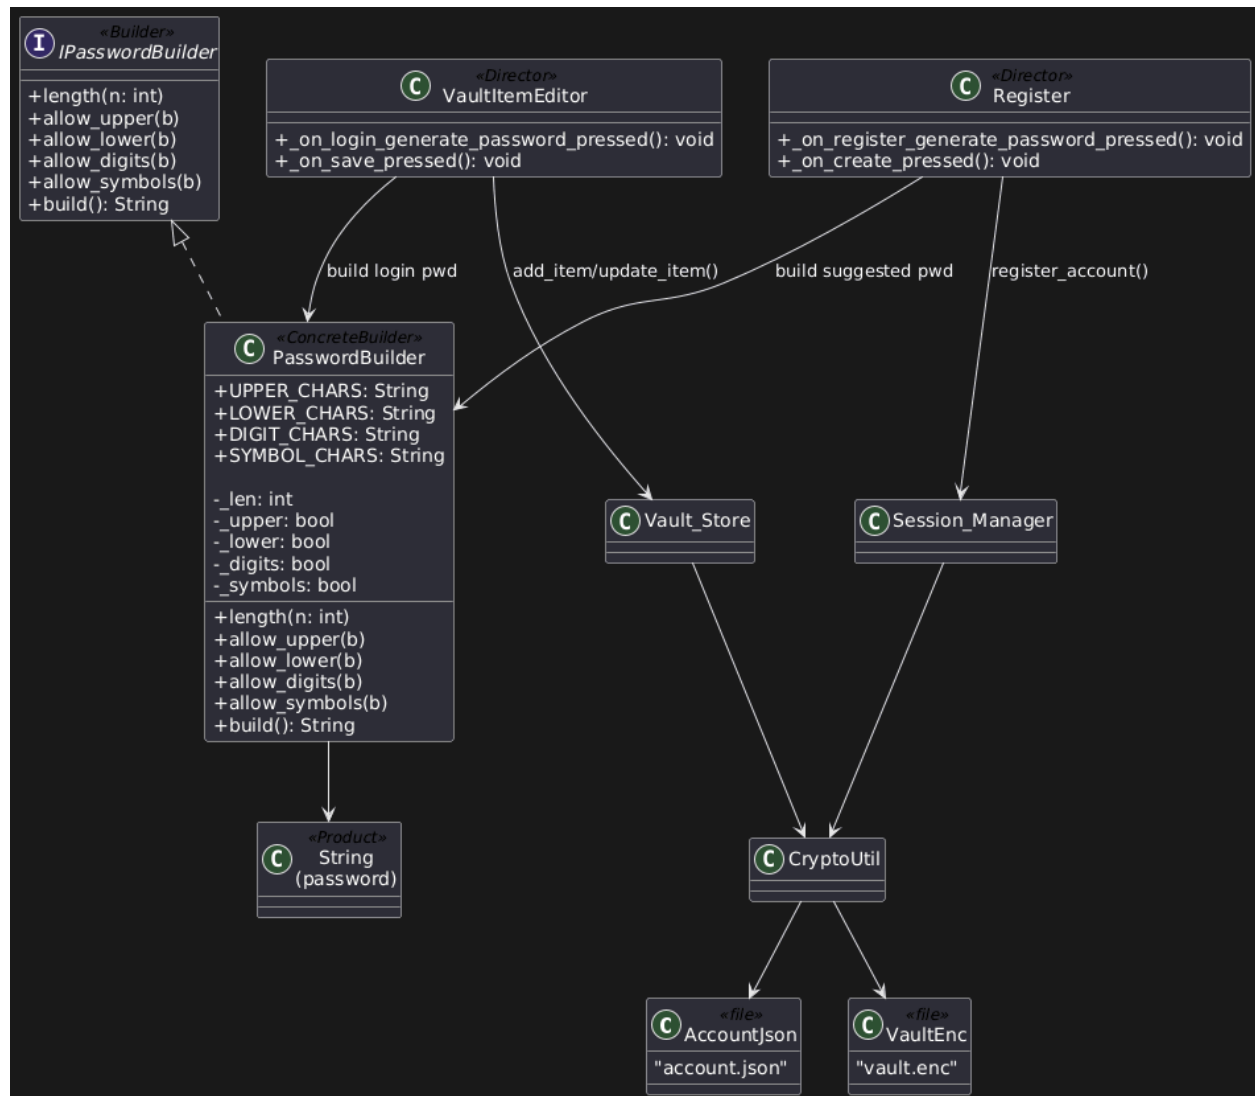 I
«Builder»
IPasswordBuilder
+length(n: int)
+allow_upper(b)
+allow_lower(b)
+allow_digits(b)
+allow_symbols(b)
+build(): String
C
«Director»
VaultItemEditor
+_on_login_generate_password_pressed(): void
+_on_save_pressed(): void
C
«Director»
Register
+_on_register_generate_password_pressed(): void
+_on_create_pressed(): void
build login pwd
add_item/update_item()
build suggested pwd
register_account()
C
«ConcreteBuilder»
PasswordBuilder
+UPPER_CHARS: String
+LOWER_CHARS: String
+DIGIT_CHARS: String
+SYMBOL_CHARS: String
-_len: int
-_upper: bool
-_lower: bool
-_digits: bool
-_symbols: bool
+length(n: int)
+allow_upper(b)
+allow_lower(b)
+allow_digits(b)
+allow_symbols(b)
+build(): String
C
Vault_Store
C
Session_Manager
C
«Product»
String
(password)
C
CryptoUtil
C
«file»
AccountJson
"account.json"
C
«file»
VaultEnc
"vault.enc"